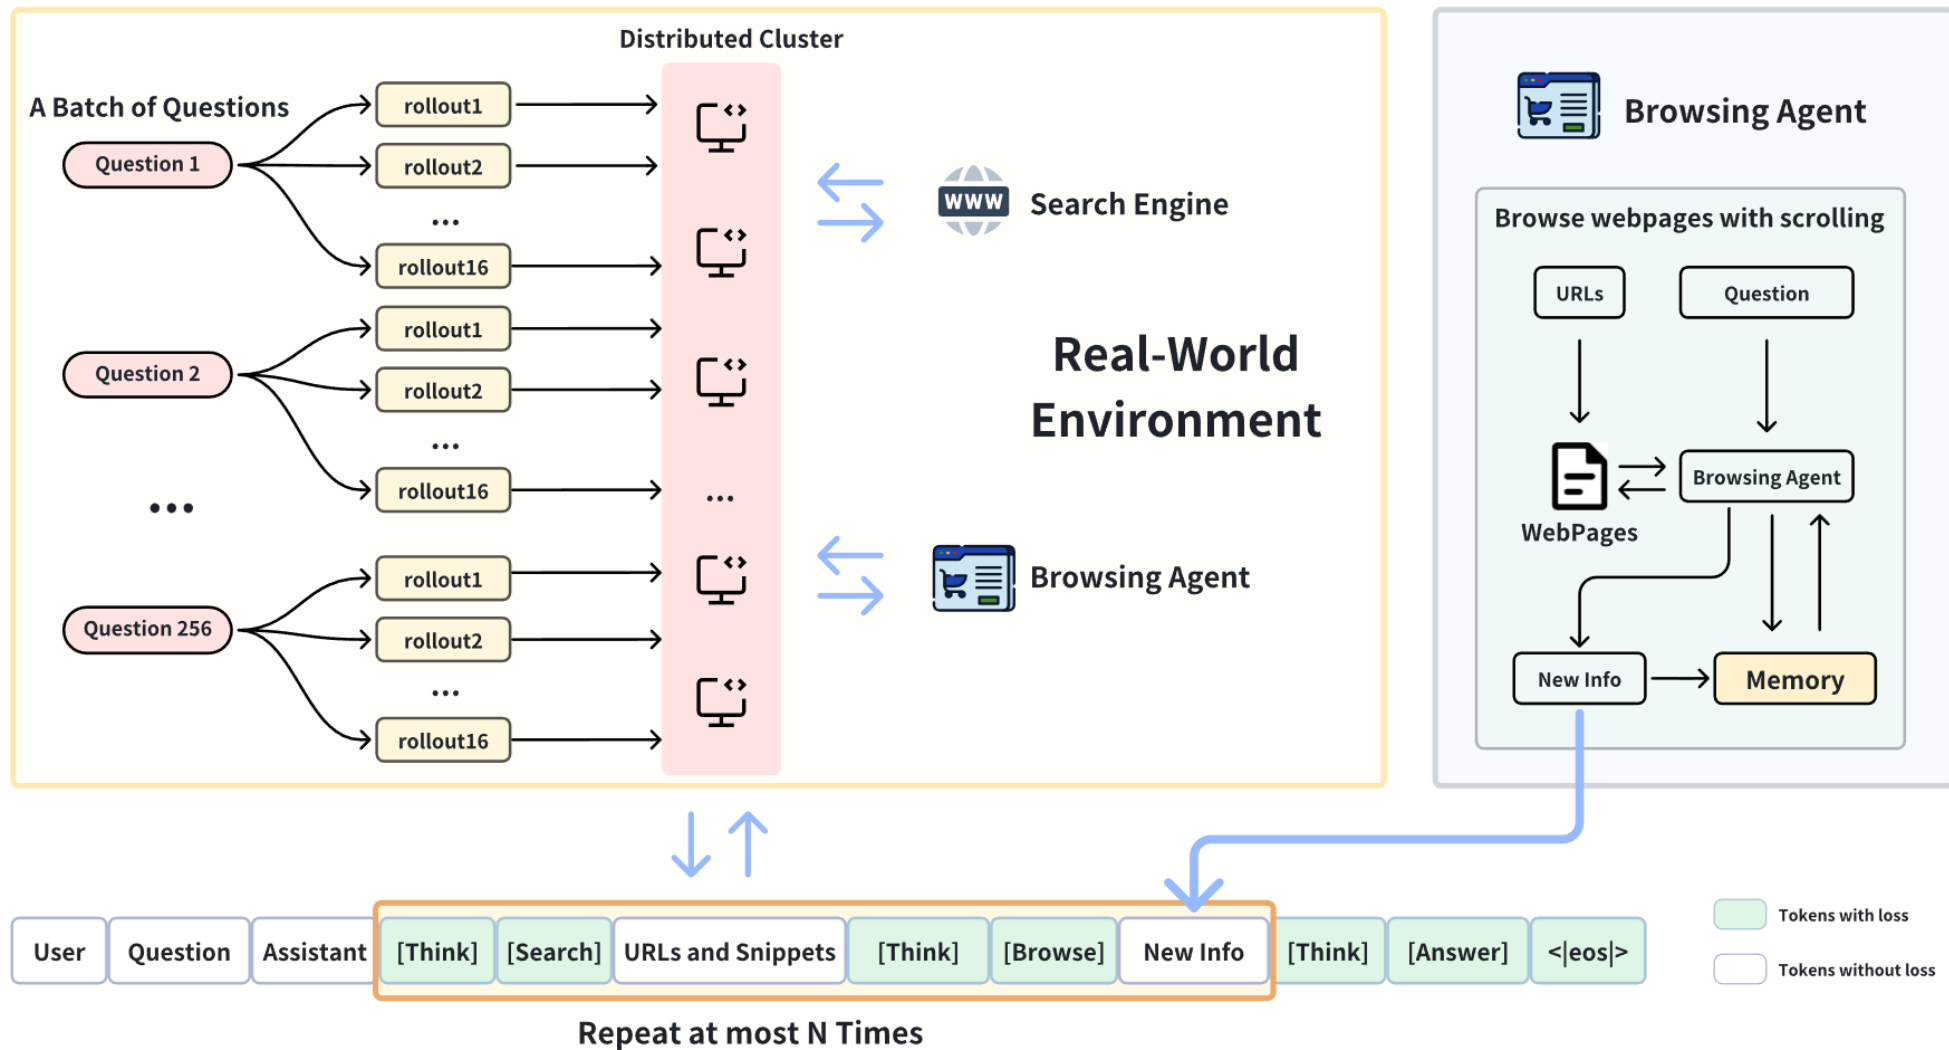 Distributed Cluster
A Batch of Questions
Question 1
rollout1
rollout2
...
rollout16
Question 2
rollout1
rollout2
...
rollout16
...
Question 256
rollout1
rollout2
...
rollout16
...
WWW
Search Engine
Real-World
Environment
Browsing Agent
Browsing Agent
Browse webpages with scrolling
URLs
Question
WebPages
Browsing Agent
New Info
Memory
User
Question
Assistant
[Think]
[Search]
URLs and Snippets
[Think]
[Browse]
New Info
[Think]
[Answer]
<|eos|>
Repeat at most N Times
Tokens with loss
Tokens without loss